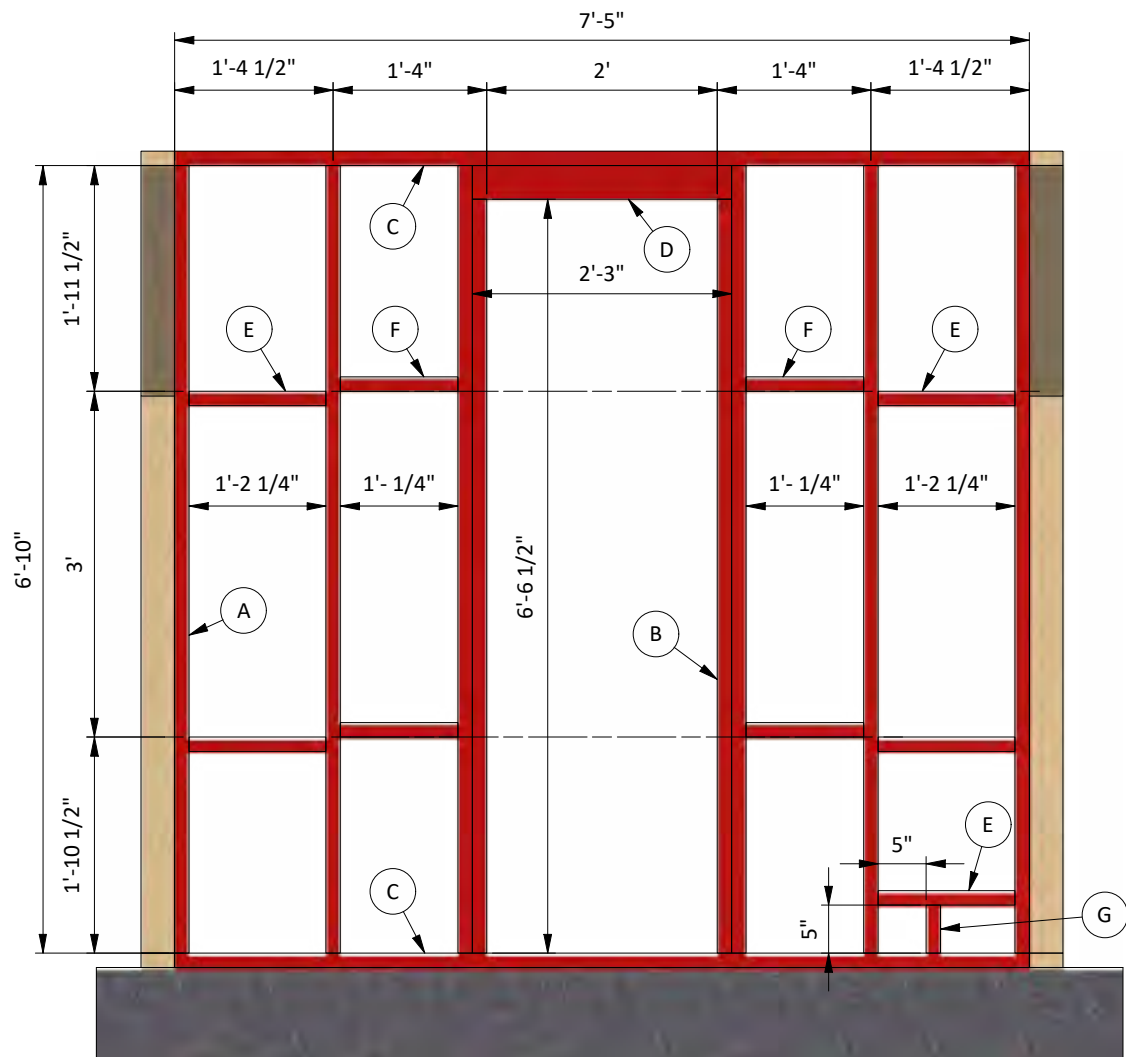 7'-5"
1'-4 1/2"
1'-4"
2'
1'-4"
1'-4 1/2"
C
D
1'-11 1/2"
2'-3"
E
F
F
E
1'-2 1/4"
1'- 1/4"
1'- 1/4"
1'-2 1/4"
6'-10"
3'
6'-6 1/2"
A
B
1'-10 1/2"
E
5"
C
5"
G